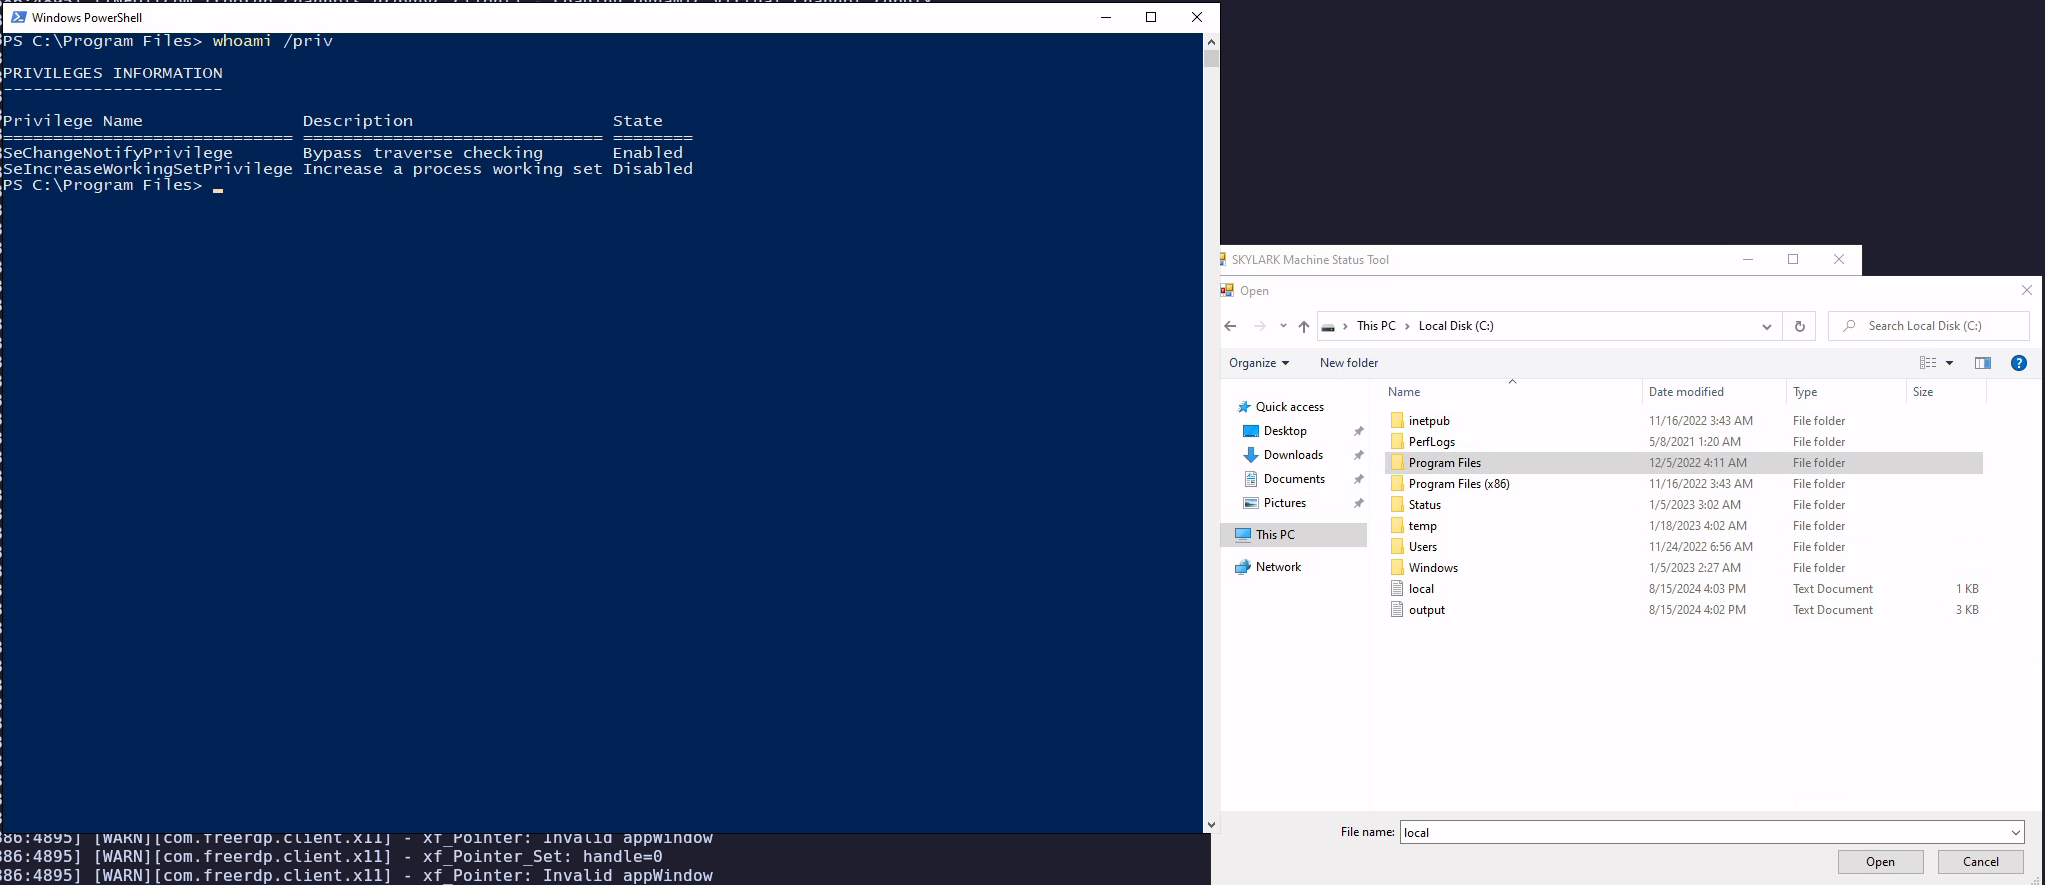 Windows PowerShell
PS C:\Program Files> whoami /priv
PRIVILEGES INFORMATION
----------------------
Privilege Name Description State
============================= ============================== ========
SeChangeNotifyPrivilege Bypass traverse checking Enabled
SeIncreaseWorkingSetPrivilege Increase a process working set Disabled
PS C:\Program Files>
SKYLARK Machine Status Tool
Open
This PC > Local Disk (C:)
Search Local Disk (C:)
Organize New folder
Name Date modified Type Size
Quick access
Desktop
Downloads
Documents
Pictures
This PC
Network
inetpub 11/16/2022 3:43 AM File folder
PerfLogs 5/8/2021 1:20 AM File folder
Program Files 12/5/2022 4:11 AM File folder
Program Files (x86) 11/16/2022 3:43 AM File folder
Status 1/5/2023 3:02 AM File folder
temp 1/18/2023 4:02 AM File folder
Users 11/24/2022 6:56 AM File folder
Windows 1/5/2023 2:27 AM File folder
local 8/15/2024 4:03 PM Text Document 1 KB
output 8/15/2024 4:02 PM Text Document 3 KB
File name: local
Open Cancel
886:4895] [WARN][com.freerdp.client.x11] - xf_Pointer: Invalid appWindow
886:4895] [WARN][com.freerdp.client.x11] - xf_Pointer_Set: handle=0
886:4895] [WARN][com.freerdp.client.x11] - xf_Pointer: Invalid appWindow